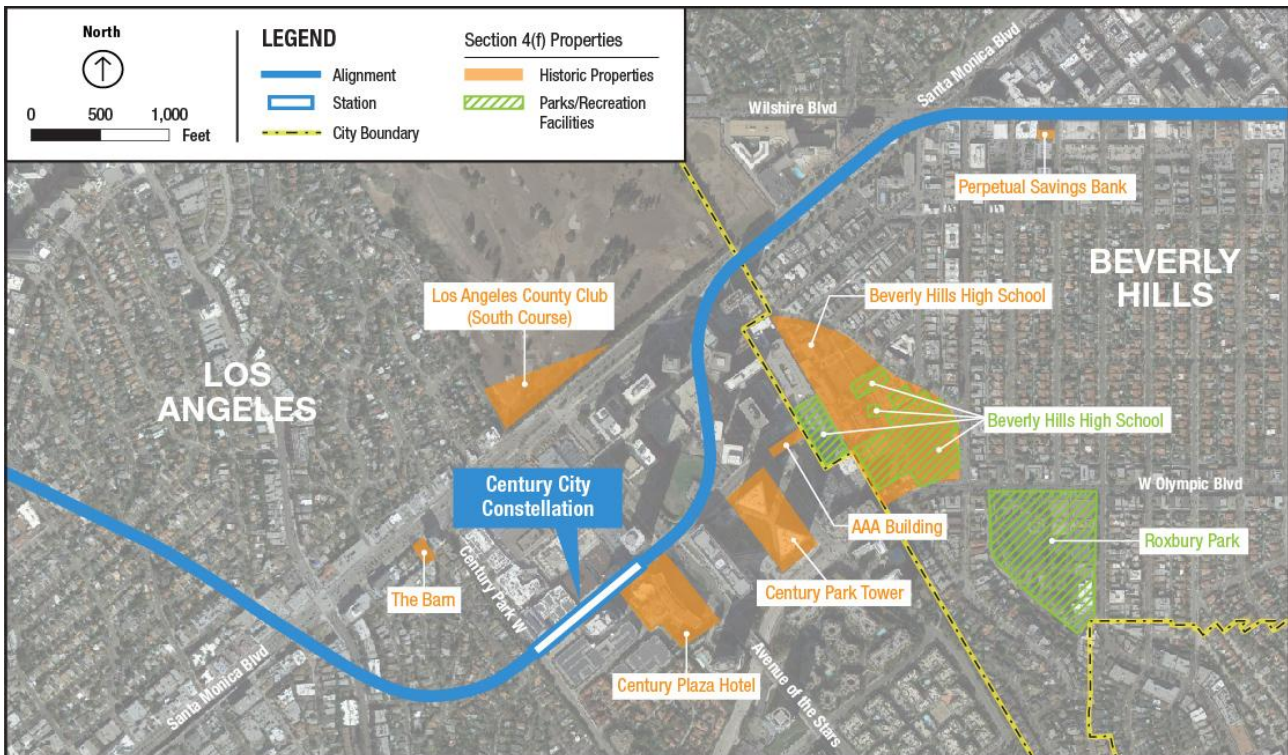 North
0 500 1,000
Feet
LEGEND
Alignment
Station
City Boundary
Section 4(f) Properties
Historic Properties
Parks/Recreation
Facilities
Santa Monica Blvd
Wilshire Blvd
Perpetual Savings Bank
BEVERLY
HILLS
Beverly Hills High School
Los Angeles County Club
(South Course)
LOS
ANGELES
Beverly Hills High School
Century City
Constellation
W Olympic Blvd
AAA Building
Roxbury Park
The Barn
Century Park W
Century Park Tower
Century Plaza Hotel
Avenue of the Stars
Santa Monica Blvd